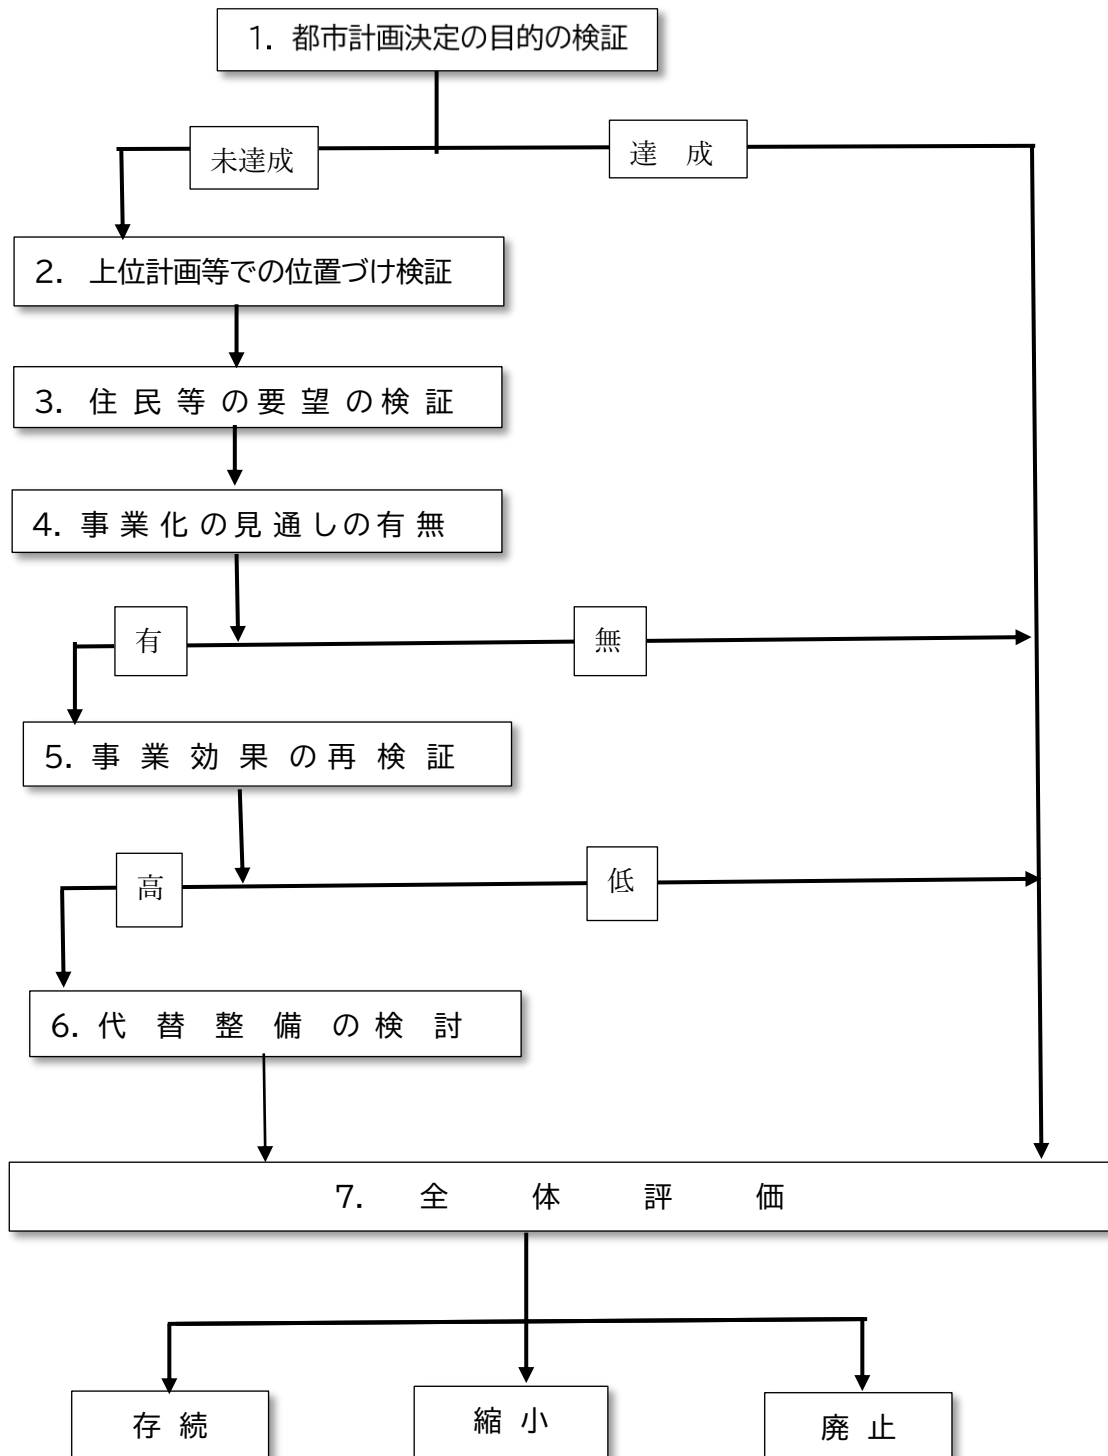 1. 都市計画決定の目的の検証
未達成
達 成
2. 上位計画等での位置づけ検証
3. 住民等の要望の検証
4. 事業化の見通しの有無
有
無
5. 事業効果の再検証
高
低
6. 代替整備の検討
7. 全体評価
存続
縮小
廃止